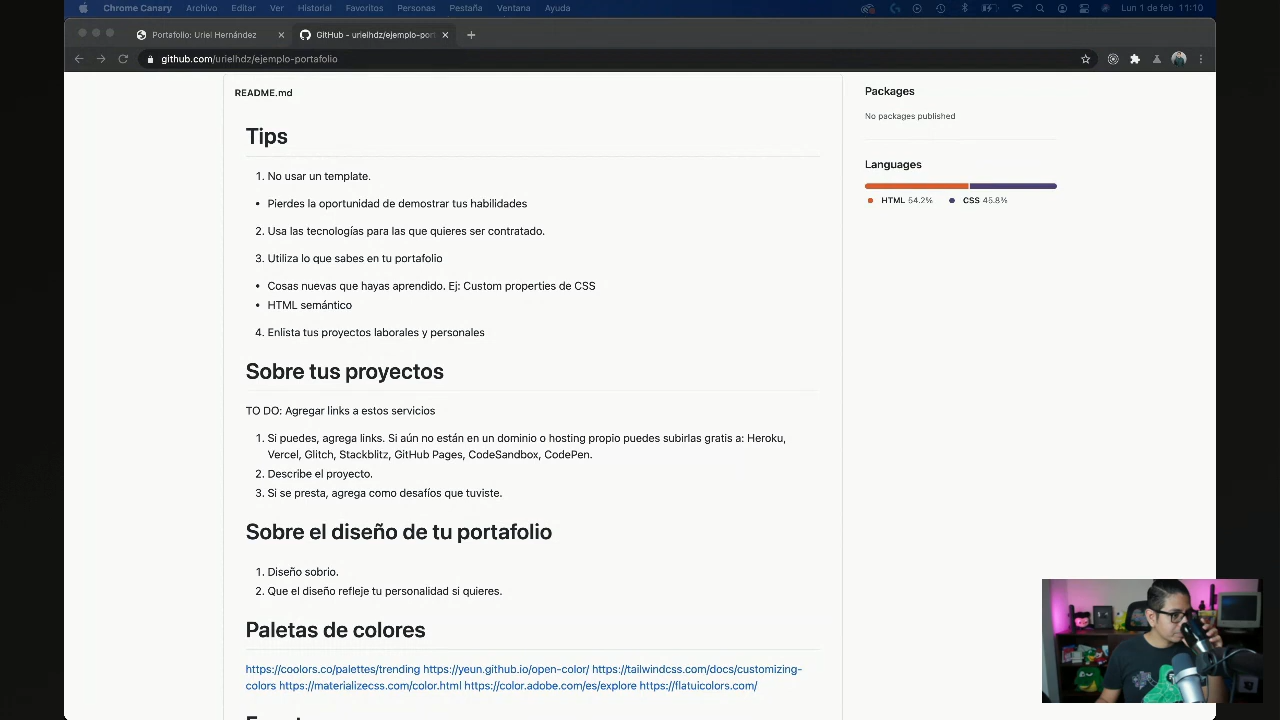 Chrome Canary Archivo Editar Ver Historial Favoritos Personas Pestaña Ventana Ayuda Lun 1 de feb 11:10
Portafolio: Uriel Hernández
GitHub - urielhdz/ejemplo-port
github.com/urielhdz/ejemplo-portafolio
README.md
Tips
1. No usar un template.
• Pierdes la oportunidad de demostrar tus habilidades
2. Usa las tecnologías para las que quieres ser contratado.
3. Utiliza lo que sabes en tu portafolio
• Cosas nuevas que hayas aprendido. Ej: Custom properties de CSS
• HTML semántico
4. Enlista tus proyectos laborales y personales
Sobre tus proyectos
TO DO: Agregar links a estos servicios
1. Si puedes, agrega links. Si aún no están en un dominio o hosting propio puedes subirlas gratis a: Heroku,
Vercel, Glitch, Stackblitz, GitHub Pages, CodeSandbox, CodePen.
2. Describe el proyecto.
3. Si se presta, agrega como desafíos que tuviste.
Sobre el diseño de tu portafolio
1. Diseño sobrio.
2. Que el diseño refleje tu personalidad si quieres.
Paletas de colores
https://coolors.co/palettes/trending https://yeun.github.io/open-color/ https://tailwindcss.com/docs/customizing-
colors https://materializecss.com/color.html https://color.adobe.com/es/explore https://flatuicolors.com/
Packages
No packages published
Languages
HTML 54.2% CSS 45.8%